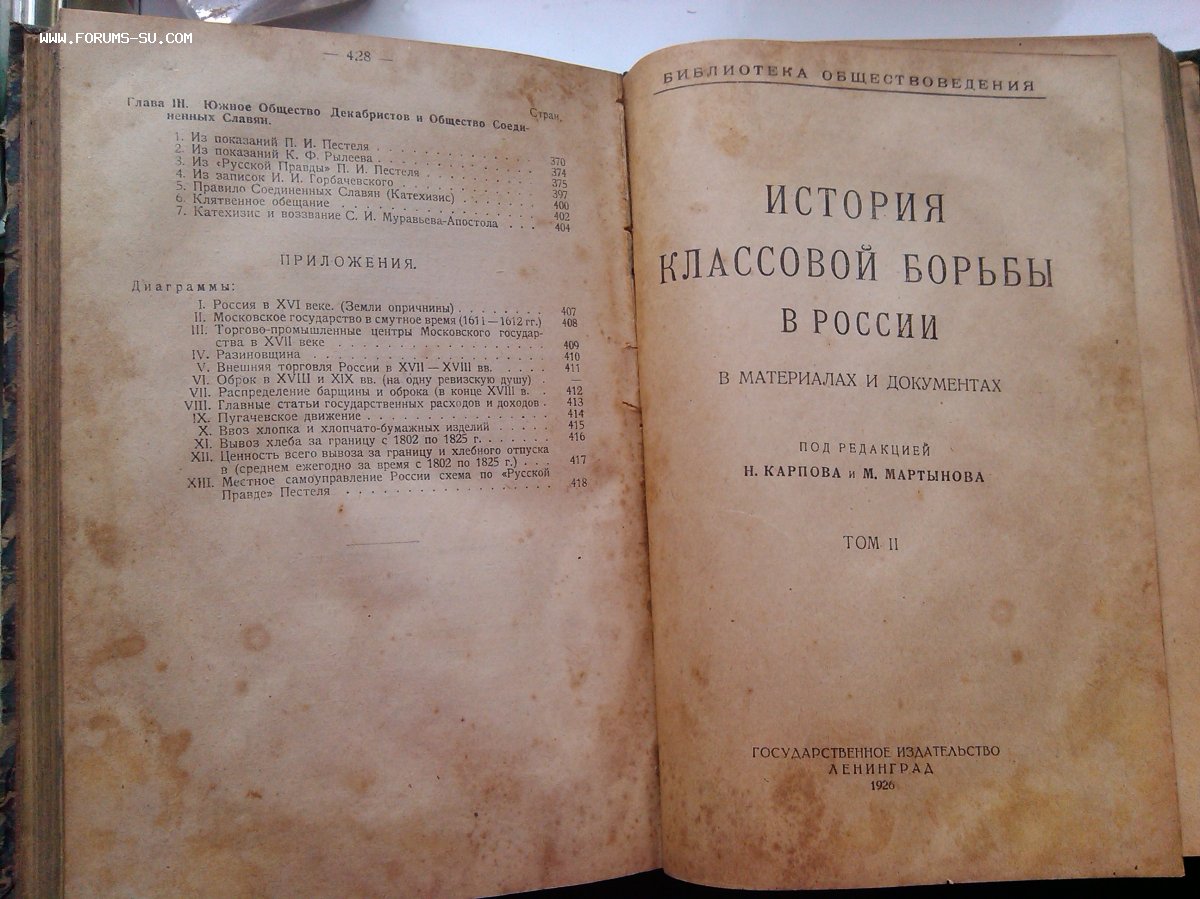 www.forums-su.com
— 428 —
Стран.
Глава III. Южное Общество Декабристов и Общество Соеди-
ненных Славян.
1. Из показаний П. И. Пестеля . . . . . . . . . . . . 370
2. Из показаний К. Ф. Рылеева . . . . . . . . . . . . 374
3. Из «Русской Правды» П. И. Пестеля . . . . . . . . 375
4. Из записок И. И. Горбачевского . . . . . . . . . . 397
5. Правило Соединенных Славян (Катехизис) . . . . . . 400
6. Клятвенное обещание . . . . . . . . . . . . . . . 402
7. Катехизис и воззвание С. И. Муравьева-Апостола . . . 404
ПРИЛОЖЕНИЯ.
Диаграммы:
I. Россия в XVI веке. (Земли опричнины) . . . . . . . . 407
II. Московское государство в смутное время (1611—1612 гг.) 408
III. Торгово-промышленные центры Московского государ-
ства в XVII веке . . . . . . . . . . . . . . . 409
IV. Разиновщина . . . . . . . . . . . . . . . . . 410
V. Внешняя торговля России в XVII—XVIII вв. . . . . . 411
VI. Оброк в XVIII и XIX вв. (на одну ревизскую душу) . —
VII. Распределение барщины и оброка (в конце XVIII в. . . 412
VIII. Главные статьи государственных расходов и доходов . 413
IX. Пугачевское движение . . . . . . . . . . . . . 414
X. Ввоз хлопка и хлопчато-бумажных изделий . . . . . 415
XI. Вывоз хлеба за границу с 1802 по 1825 г. . . . . . . 416
XII. Ценность всего вывоза за границу и хлебного отпуска
в (среднем ежегодно за время с 1802 по 1825 г.) . . . 417
XIII. Местное самоуправление России схема по «Русской
Правде» Пестеля . . . . . . . . . . . . . . . 418
БИБЛИОТЕКА ОБЩЕСТВОВЕДЕНИЯ
ИСТОРИЯ
КЛАССОВОЙ БОРЬБЫ
В РОССИИ
В МАТЕРИАЛАХ И ДОКУМЕНТАХ
ПОД РЕДАКЦИЕЙ
Н. КАРПОВА и М. МАРТЫНОВА
ТОМ II
ГОСУДАРСТВЕННОЕ ИЗДАТЕЛЬСТВО
ЛЕНИНГРАД
1926